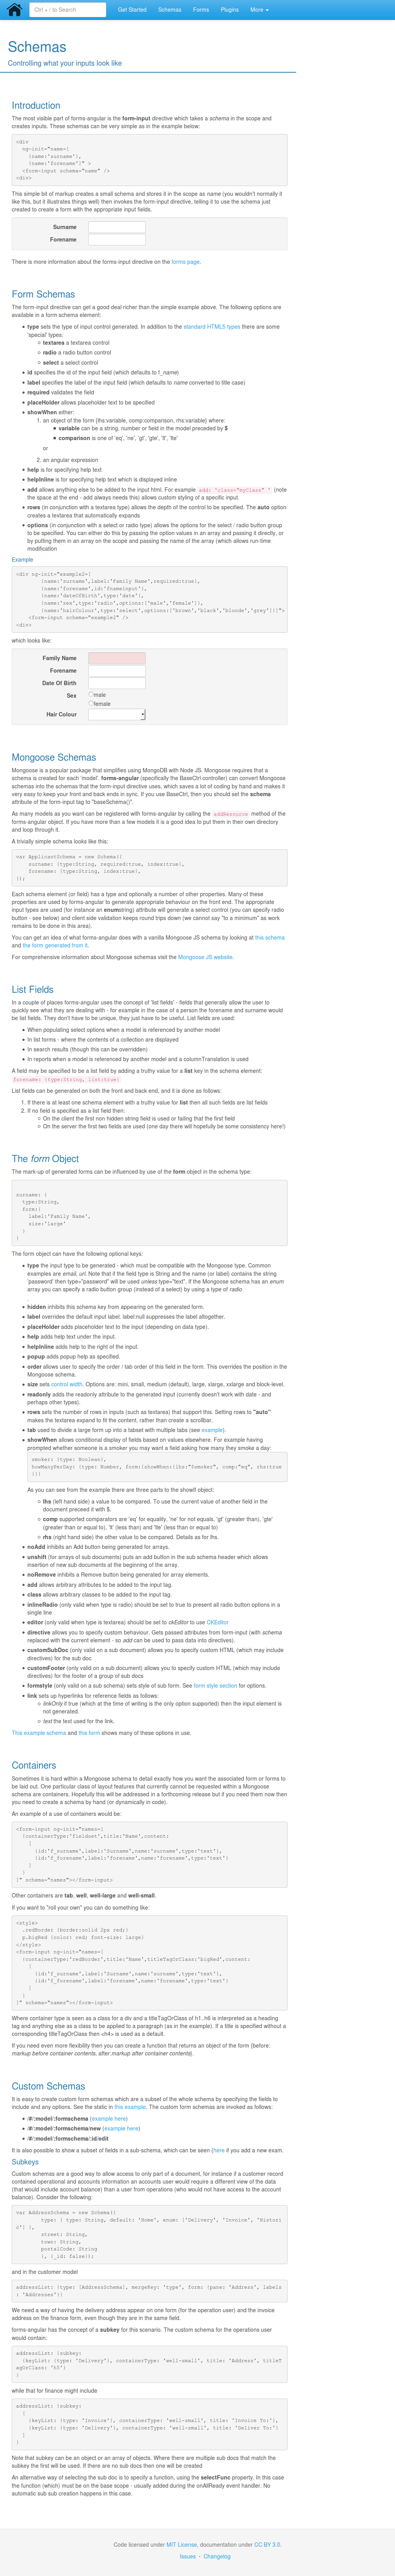 Ctrl + / to Search
Get Started
Schemas
Forms
Plugins
More
Schemas
Controlling what your inputs look like
Introduction
The most visible part of forms-angular is the form-input directive which takes a schema in the scope and
creates inputs. These schemas can be very simple as in the example below:
<div
ng-init="name=[
{name:'surname'},
{name:'forename'}]" >
<form-input schema="name" />
<div>
This simple bit of markup creates a small schema and stores it in the scope as name (you wouldn't normally it
like this, but it illustrates things well) then invokes the form-input directive, telling it to use the schema just
created to create a form with the appropriate input fields.
Surname
Forename
There is more information about the forms-input directive on the forms page.
Form Schemas
The form-input directive can get a good deal richer than the simple example above. The following options are
available in a form schema element:
type sets the type of input control generated. In addition to the standard HTML5 types there are some
'special' types:
textarea a textarea control
radio a radio button control
select a select control
id specifies the id of the input field (which defaults to f_name)
label specifies the label of the input field (which defaults to name converted to title case)
required validates the field
placeHolder allows placeholder text to be specified
showWhen either:
1. an object of the form {lhs:variable, comp:comparison, rhs:variable} where:
variable can be a string, number or field in the model preceded by $
comparison is one of 'eq', 'ne', 'gt', 'gte', 'lt', 'lte'
or
2. an angular expression
help is for specifying help text
helpInline is for specifying help text which is displayed inline
add allows anything else to be added to the input html. For example add: 'class="myClass" ' (note
the space at the end - add always needs this) allows custom styling of a specific input.
rows (in conjunction with a textarea type) allows the depth of the control to be specified. The auto option
creates a textarea that automatically expands
options (in conjunction with a select or radio type) allows the options for the select / radio button group
to be specified. You can either do this by passing the option values in an array and passing it directly, or
by putting them in an array on the scope and passing the name of the array (which allows run-time
modification
Example
<div ng-init="example2=[
{name:'surname',label:'Family Name',required:true},
{name:'forename',id:'fnameinput'},
{name:'dateOfBirth',type:'date'},
{name:'sex',type:'radio',options:['male','female']},
{name:'hairColour',type:'select',options:['brown','black','blonde','grey']}]">
<form-input schema="example2" />
<div>
which looks like:
Family Name
Forename
Date Of Birth
Sex
male
female
Hair Colour
Mongoose Schemas
Mongoose is a popular package that simplifies using MongoDB with Node JS. Mongoose requires that a
schema is created for each 'model'. forms-angular (specifically the BaseCtrl controller) can convert Mongoose
schemas into the schemas that the form-input directive uses, which saves a lot of coding by hand and makes it
very easy to keep your front and back ends in sync. If you use BaseCtrl, then you should set the schema
attribute of the form-input tag to "baseSchema()".
As many models as you want can be registered with forms-angular by calling the addResource method of the
forms-angular object. If you have more than a few models it is a good idea to put them in their own directory
and loop through it.
A trivially simple schema looks like this:
var ApplicantSchema = new Schema({
surname: {type:String, required:true, index:true},
forename: {type:String, index:true},
});
Each schema element (or field) has a type and optionally a number of other properties. Many of these
properties are used by forms-angular to generate appropriate behaviour on the front end. The appropriate
input types are used (for instance an enumstring) attribute will generate a select control (you can specify radio
button - see below) and client side validation keeps round trips down (we cannot say "to a minimum" as work
remains to be done in this area).
You can get an idea of what forms-angular does with a vanilla Mongoose JS schema by looking at this schema
and the form generated from it.
For comprehensive information about Mongoose schemas visit the Mongoose JS website.
List Fields
In a couple of places forms-angular uses the concept of 'list fields' - fields that generally allow the user to
quickly see what they are dealing with - for example in the case of a person the forename and surname would
be list fields. They don't have to be unique, they just have to be useful. List fields are used:
When populating select options when a model is referenced by another model
In list forms - where the contents of a collection are displayed
In search results (though this can be overridden)
In reports when a model is referenced by another model and a columnTranslation is used
A field may be specified to be a list field by adding a truthy value for a list key in the schema element:
forename: {type:String, list:true}
List fields can be generated on both the front and back end, and it is done as follows:
1. If there is at least one schema element with a truthy value for list then all such fields are list fields
2. If no field is specified as a list field then:
On the client the first non hidden string field is used or failing that the first field
On the server the first two fields are used (one day there will hopefully be some consistency here!)
The form Object
The mark-up of generated forms can be influenced by use of the form object in the schema type:
surname: {
type:String,
form:{
label:'Family Name',
size:'large'
}
}
The form object can have the following optional keys:
type the input type to be generated - which must be compatible with the Mongoose type. Common
examples are email, url. Note that if the field type is String and the name (or label) contains the string
'password' then type="password" will be used unless type="text". If the Mongoose schema has an enum
array you can specify a radio button group (instead of a select) by using a type of radio
hidden inhibits this schema key from appearing on the generated form.
label overrides the default input label. label:null suppresses the label altogether.
placeHolder adds placeholder text to the input (depending on data type).
help adds help text under the input.
helpInline adds help to the right of the input.
popup adds popup help as specified.
order allows user to specify the order / tab order of this field in the form. This overrides the position in the
Mongoose schema.
size sets control width. Options are: mini, small, medium (default), large, xlarge, xxlarge and block-level.
readonly adds the readonly attribute to the generated input (currently doesn't work with date - and
perhaps other types).
rows sets the number of rows in inputs (such as textarea) that support this. Setting rows to "auto"
makes the textarea expand to fit the content, rather than create a scrollbar.
tab used to divide a large form up into a tabset with multiple tabs (see example).
showWhen allows conditional display of fields based on values elsewhere. For example having
prompted whether someone is a smoker you may want a field asking how many they smoke a day:
smoker: {type: Boolean},
howManyPerDay: {type: Number, form:{showWhen:{lhs:"$smoker", comp:"eq", rhs:true
}}}
As you can see from the example there are three parts to the showIf object:
lhs (left hand side) a value to be compared. To use the current value of another field in the
document preceed it with $.
comp supported comparators are 'eq' for equality, 'ne' for not equals, 'gt' (greater than), 'gte'
(greater than or equal to), 'lt' (less than) and 'lte' (less than or equal to)
rhs (right hand side) the other value to be compared. Details as for lhs.
noAdd inhibits an Add button being generated for arrays.
unshift (for arrays of sub documents) puts an add button in the sub schema header which allows
insertion of new sub documents at the beginning of the array.
noRemove inhibits a Remove button being generated for array elements.
add allows arbitrary attributes to be added to the input tag.
class allows arbitrary classes to be added to the input tag.
inlineRadio (only valid when type is radio) should be set to true to present all radio button options in a
single line
editor (only valid when type is textarea) should be set to ckEditor to use CKEditor
directive allows you to specify custom behaviour. Gets passed attributes from form-input (with schema
replaced with the current element - so add can be used to pass data into directives).
customSubDoc (only valid on a sub document) allows you to specify custom HTML (which may include
directives) for the sub doc
customFooter (only valid on a sub document) allows you to specify custom HTML (which may include
directives) for the footer of a group of sub docs
formstyle (only valid on a sub schema) sets style of sub form. See form style section for options.
link sets up hyperlinks for reference fields as follows:
linkOnly if true (which at the time of writing is the only option supported) then the input element is
not generated.
text the text used for the link.
This example schema and this form shows many of these options in use.
Containers
Sometimes it is hard within a Mongoose schema to detail exactly how you want the associated form or forms to
be laid out. One particular class of layout features that currently cannot be requested within a Mongoose
schema are containers. Hopefully this will be addressed in a forthcoming release but if you need them now then
you need to create a schema by hand (or dynamically in code).
An example of a use of containers would be:
<form-input ng-init="names=[
{containerType:'fieldset',title:'Name',content:
[
{id:'f_surname',label:'Surname',name:'surname',type:'text'},
{id:'f_forename',label:'forename',name:'forename',type:'text'}
]
}
]" schema="names"></form-input>
Other containers are tab, well, well-large and well-small.
If you want to "roll your own" you can do something like:
<style>
.redBorder {border:solid 2px red;}
p.bigRed {color: red; font-size: large}
</style>
<form-input ng-init="names=[
{containerType:'redBorder',title:'Name',titleTagOrClass:'bigRed',content:
[
{id:'f_surname',label:'Surname',name:'surname',type:'text'},
{id:'f_forename',label:'forename',name:'forename',type:'text'}
]
}
]" schema="names"></form-input>
Where container type is seen as a class for a div and a titleTagOrClass of h1..h6 is interpreted as a heading
tag and anything else as a class to be applied to a paragraph (as in the example). If a title is specified without a
corresponding titleTagOrClass then <h4> is used as a default.
If you need even more flexibility then you can create a function that returns an object of the form {before:
markup before container contents, after:markup after container contents}.
Custom Schemas
It is easy to create custom form schemas which are a subset of the whole schema by specifying the fields to
include and any options. See the static in this example. The custom form schemas are invoked as follows:
/#/:model/:formschema (example here)
/#/:model/:formschema/new (example here)
/#/:model/:formschema/:id/edit
It is also possible to show a subset of fields in a sub-schema, which can be seen (here if you add a new exam.
Subkeys
Custom schemas are a good way to allow access to only part of a document, for instance if a customer record
contained operational and accounts information an accounts user would require a different view of the data
(that would include account balance) than a user from operations (who would not need to check the account
balance). Consider the following:
var AddressSchema = new Schema({
type: { type: String, default: 'Home', enum: ['Delivery', 'Invoice', 'Histori
c'] },
street: String,
town: String,
postalCode: String
}, {_id: false});
and in the customer model
addressList: {type: [AddressSchema], mergeKey: 'type', form: {pane: 'Address', labels
: 'Addresses'}}
We need a way of having the delivery address appear on one form (for the operation user) and the invoice
address on the finance form, even though they are in the same field.
forms-angular has the concept of a subkey for this scenario. The custom schema for the operations user
would contain:
addressList: {subkey:
{keyList: {type: 'Delivery'}, containerType: 'well-small', title: 'Address', titleT
agOrClass: 'h5'}
}
while that for finance might include
addressList: {subkey:
[
{keyList: {type: 'Invoice'}, containerType: 'well-small', title: 'Invoice To:'},
{keyList: {type: 'Delivery'}, containerType: 'well-small', title: 'Deliver To:'}
]
}
Note that subkey can be an object or an array of objects. Where there are multiple sub docs that match the
subkey the first will be used. If there are no sub docs then one will be created
An alternative way of selecting the sub doc is to specify a function, using the selectFunc property. In this case
the function (which) must be on the base scope - usually added during the onAllReady event handler. No
automatic sub doc creation happens in this case.
Code licensed under MIT License, documentation under CC BY 3.0.
Issues · Changelog